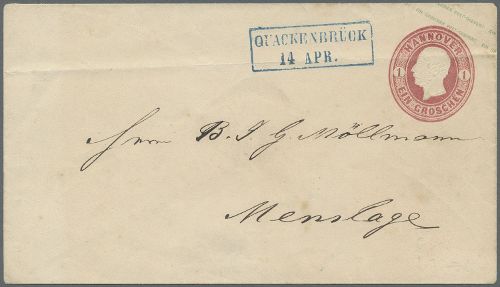 QUACKENBRÜCK
14 APR.
HANNOVER
1 1
EIN GROSCHEN
Herrn B. J. G. Möllmann
Menslage